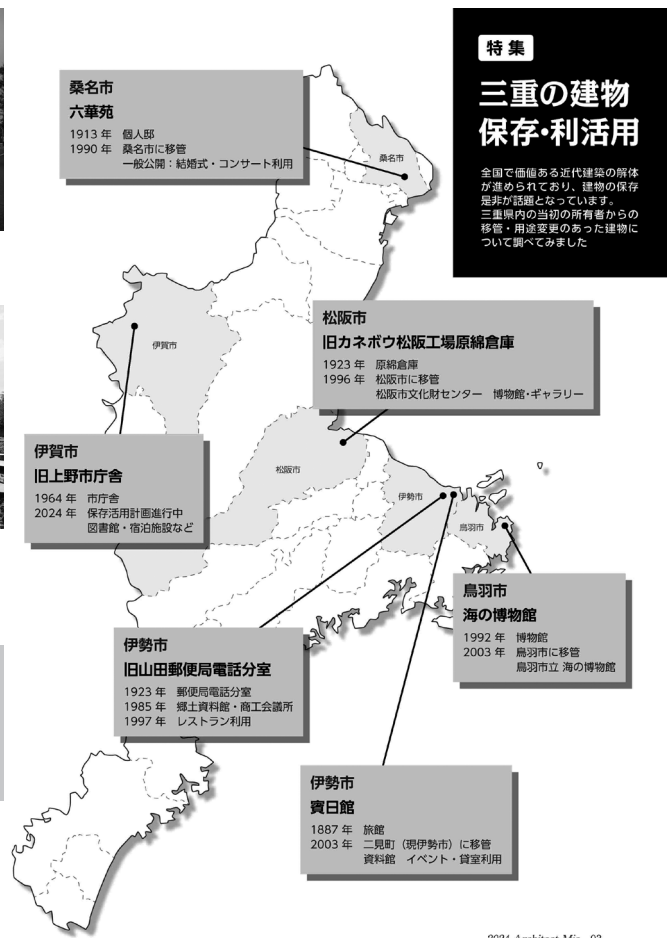 特集
三重の建物
保存・利活用
全国で価値ある近代建築の解体
が進められており、建物の保存
是非が話題となっています。
三重県内の当初の所有者からの
移管・用途変更のあった建物に
ついて調べてみました
桑名市
六華苑
1913 年 個人邸
1990 年 桑名市に移管
一般公開：結婚式・コンサート利用
桑名市
松阪市
旧カネボウ松阪工場原綿倉庫
1923 年 原綿倉庫
1996 年 松阪市に移管
松阪市文化財センター 博物館・ギャラリー
伊賀市
伊賀市
旧上野市庁舎
1964 年 市庁舎
2024 年 保存活用計画進行中
図書館・宿泊施設など
松阪市
伊勢市
鳥羽市
鳥羽市
海の博物館
1992 年 博物館
2003 年 鳥羽市に移管
鳥羽市立 海の博物館
伊勢市
旧山田郵便局電話分室
1923 年 郵便局電話分室
1985 年 郷土資料館・商工会議所
1997 年 レストラン利用
伊勢市
賓日館
1887 年 旅館
2003 年 二見町（現伊勢市）に移管
資料館 イベント・貸室利用